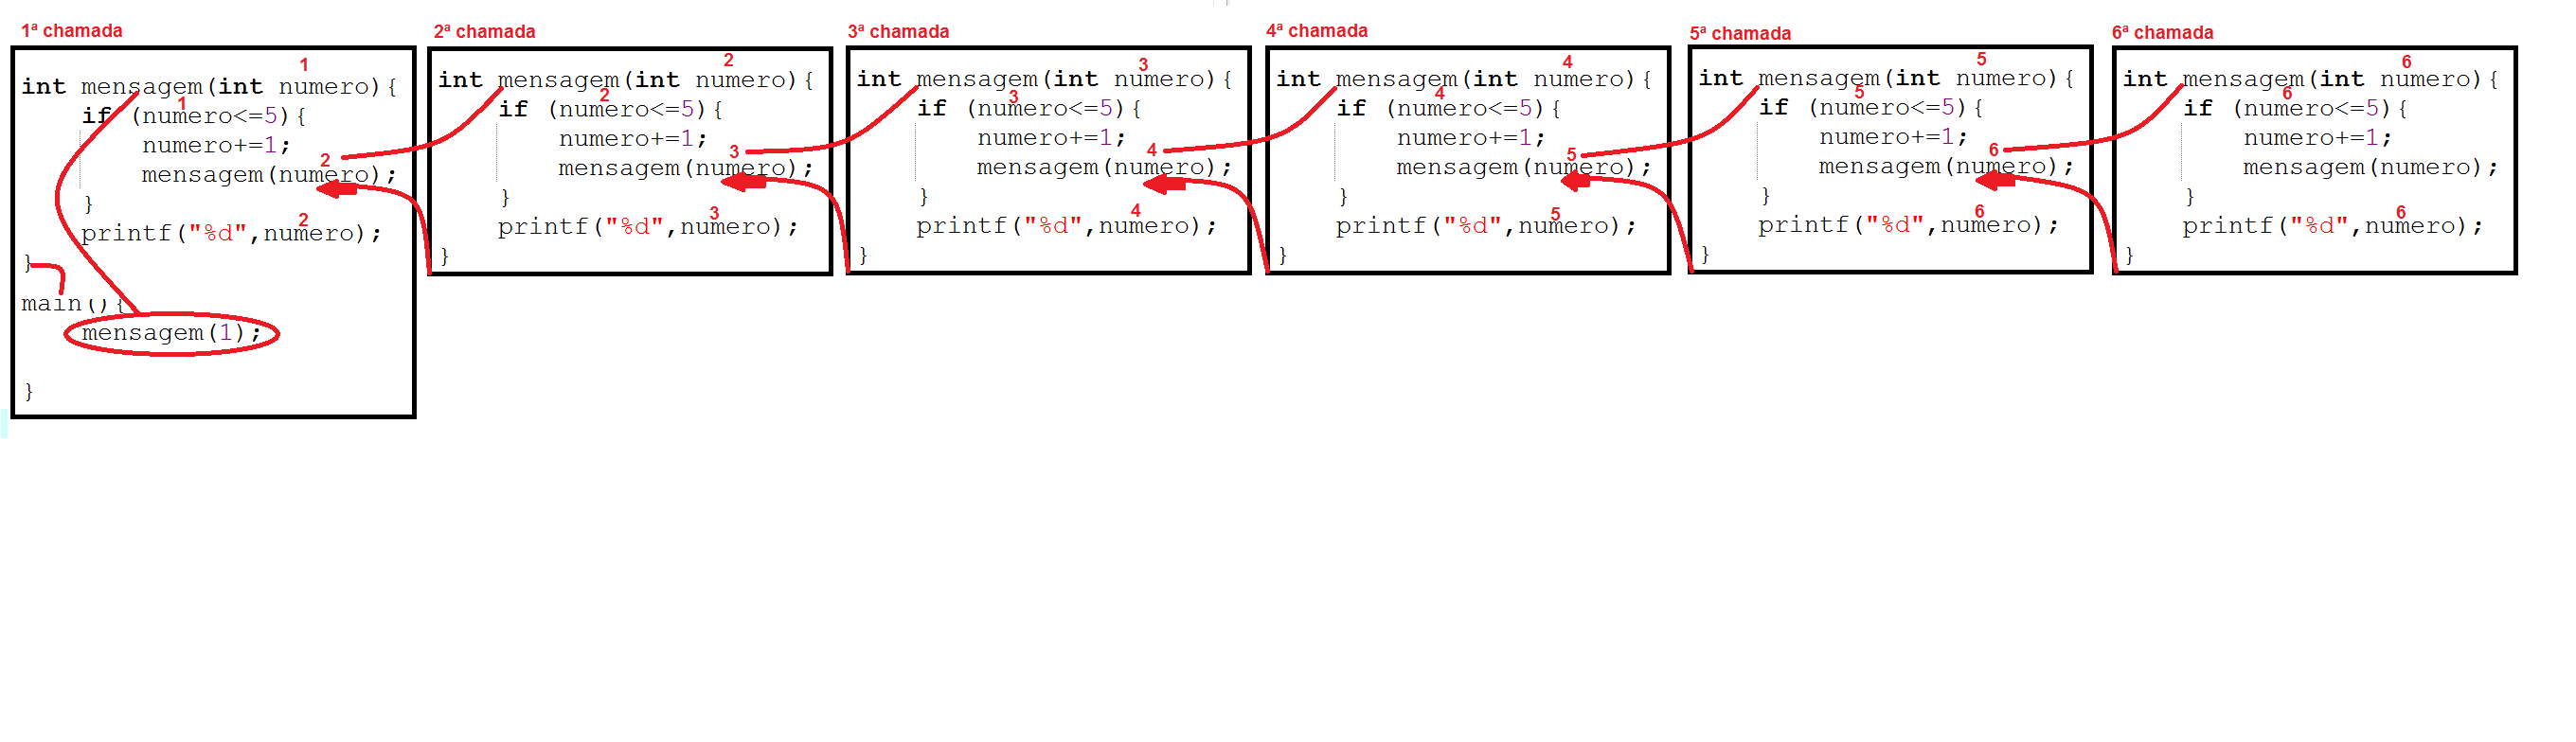 1ª chamada
1
int mensagem(int numero){
1
if (numero<=5){
numero+=1;
2
mensagem(numero);
}
2
printf("%d",numero);
}
main(){
mensagem(1);
}
2ª chamada
2
int mensagem(int numero){
2
if (numero<=5){
numero+=1;
3
mensagem(numero);
}
3
printf("%d",numero);
}
3ª chamada
3
int mensagem(int numero){
3
if (numero<=5){
numero+=1;
4
mensagem(numero);
}
4
printf("%d",numero);
}
4ª chamada
4
int mensagem(int numero){
4
if (numero<=5){
numero+=1;
5
mensagem(numero);
}
5
printf("%d",numero);
}
5ª chamada
5
int mensagem(int numero){
5
if (numero<=5){
numero+=1;
6
mensagem(numero);
}
6
printf("%d",numero);
}
6ª chamada
6
int mensagem(int numero){
6
if (numero<=5){
numero+=1;
mensagem(numero);
}
6
printf("%d",numero);
}